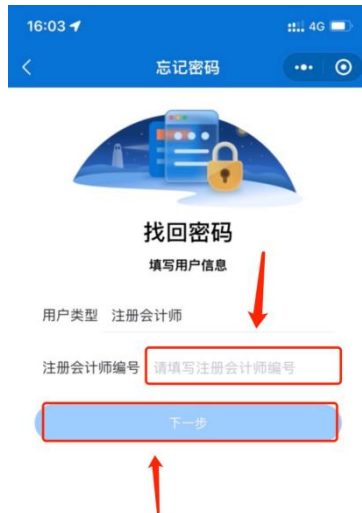 16:03 4G
忘记密码
找回密码
填写用户信息
用户类型 注册会计师
注册会计师编号 请填写注册会计师编号
下一步